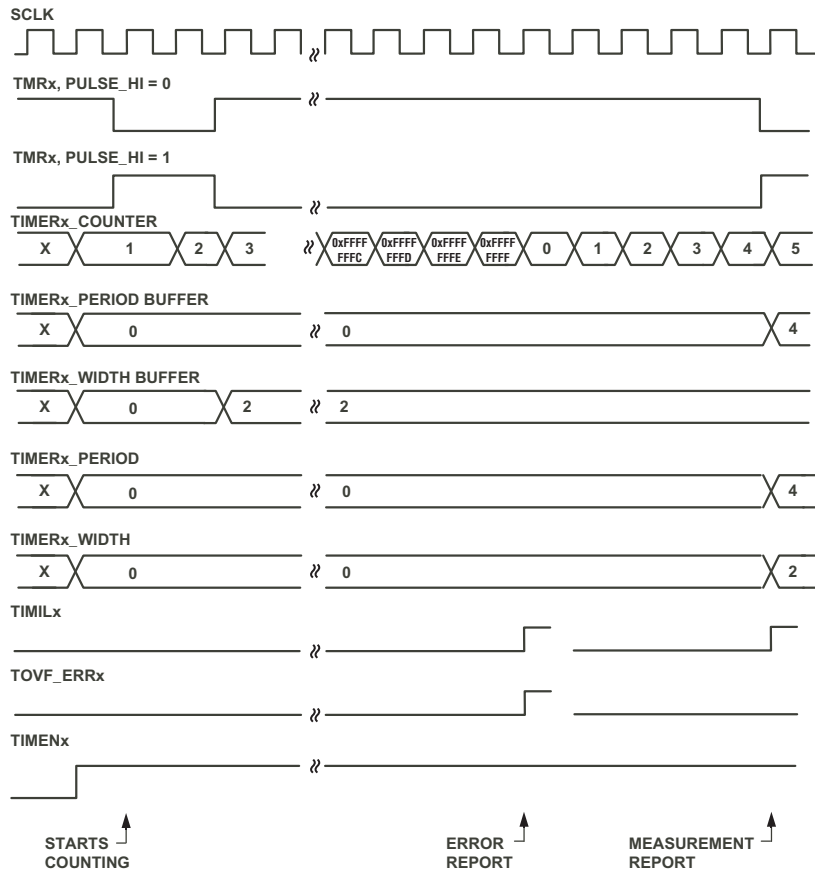 SCLK
TMRx, PULSE_HI = 0
TMRx, PULSE_HI = 1
TIMERx_COUNTER
X 1 2 3 0xFFFF FFFC 0xFFFF FFFD 0xFFFF FFFE 0xFFFF FFFF 0 1 2 3 4 5
TIMERx_PERIOD BUFFER
X 0 0 4
TIMERx_WIDTH BUFFER
X 0 2 2
TIMERx_PERIOD
X 0 0 4
TIMERx_WIDTH
X 0 0 2
TIMILx
TOVF_ERRx
TIMENx
STARTS COUNTING
ERROR REPORT
MEASUREMENT REPORT